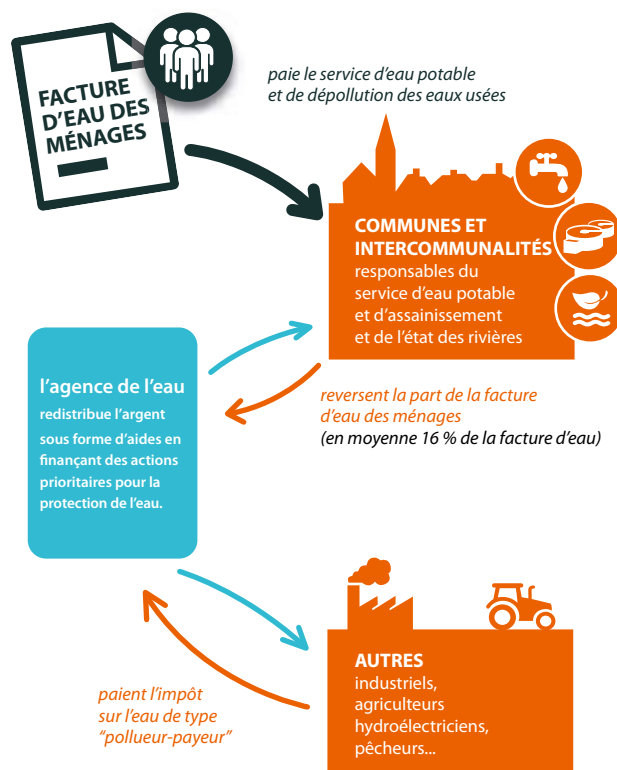 FACTURE
D’EAU DES
MÉNAGES
paie le service d’eau potable
et de dépollution des eaux usées
COMMUNES ET
INTERCOMMUNALITÉS
responsables du
service d’eau potable
et d’assainissement
et de l’état des rivières
l’agence de l’eau
redistribue l’argent
sous forme d’aides en
finançant des actions
prioritaires pour la
protection de l’eau.
reversent la part de la facture
d’eau des ménages
(en moyenne 16 % de la facture d’eau)
paient l’impôt
sur l’eau de type
“pollueur-payeur”
AUTRES
industriels,
agriculteurs
hydroélectriciens,
pêcheurs...